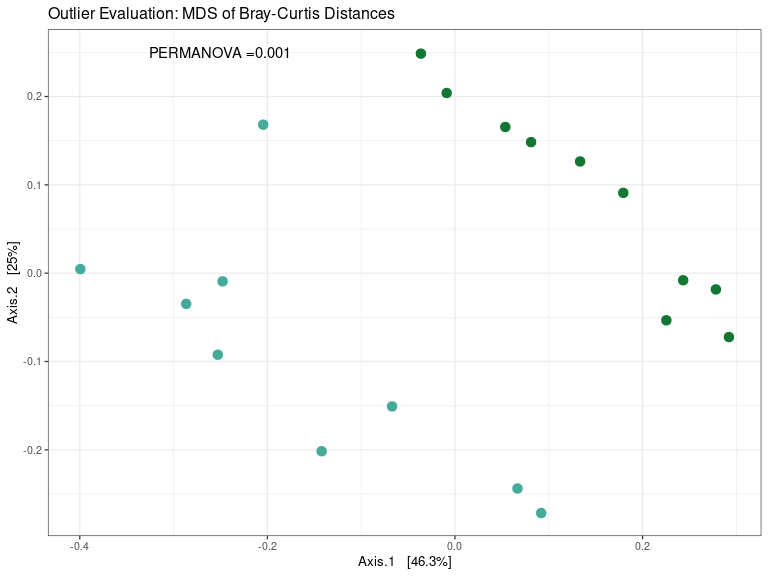 Outlier Evaluation: MDS of Bray-Curtis Distances
PERMANOVA =0.001
0.2
0.1
0.0
-0.1
-0.2
Axis.2 [25%]
-0.4
-0.2
0.0
0.2
Axis.1 [46.3%]